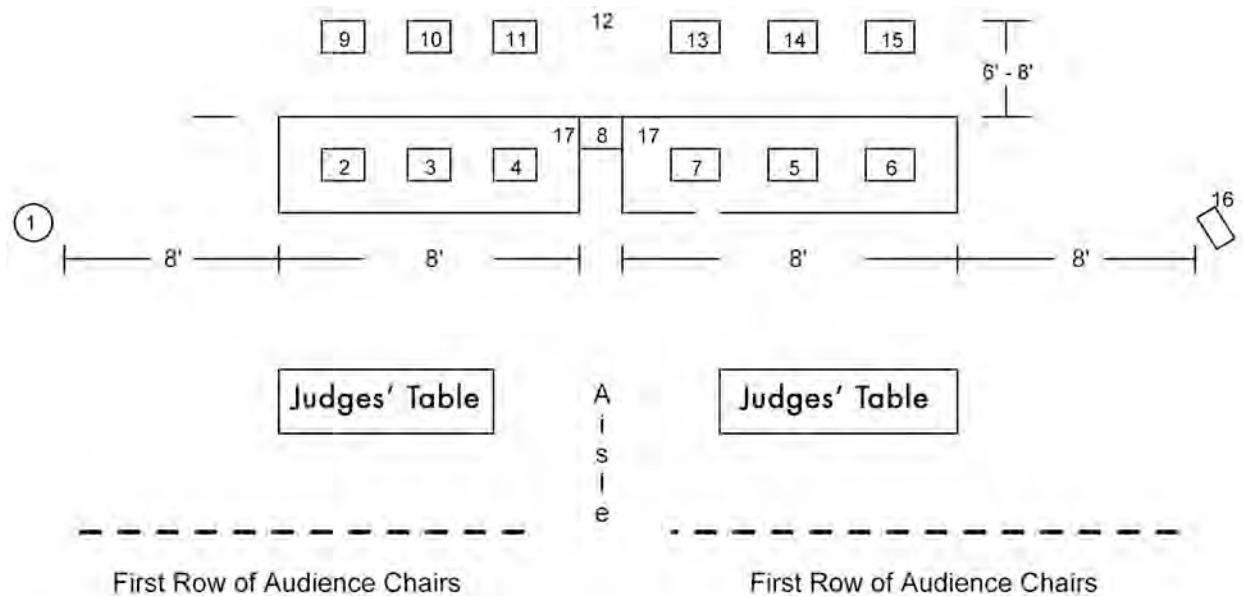 9 10 11 12 13 14 15
6' - 8'
17 8 17
2 3 4 7 5 6
1
16
8' 8' 8' 8'
Judges' Table Judges' Table
A
i
s
l
e
First Row of Audience Chairs First Row of Audience Chairs